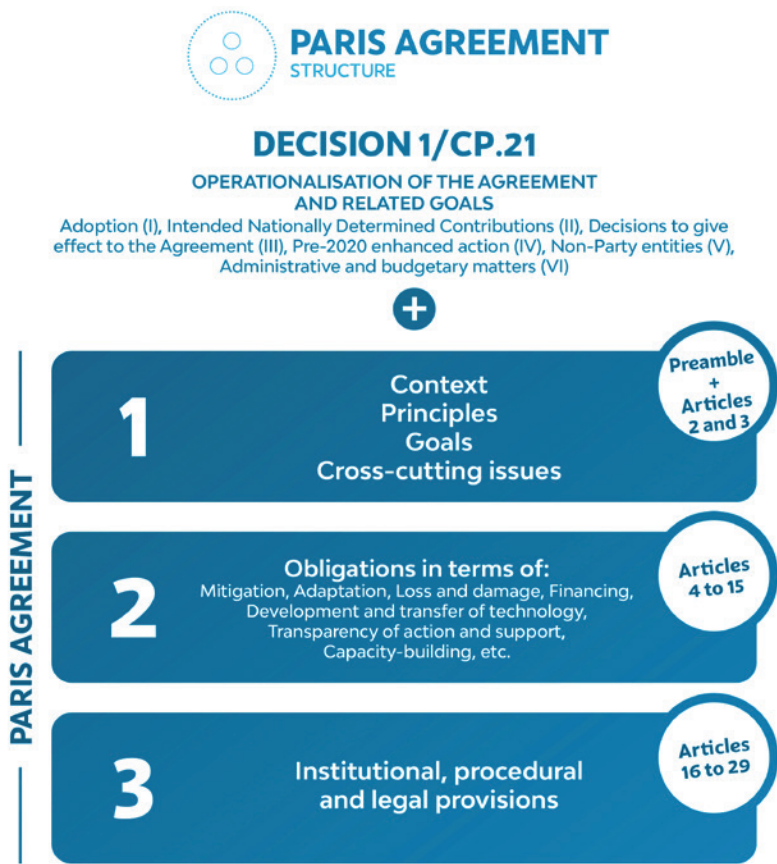 PARIS AGREEMENT
STRUCTURE
DECISION 1/CP.21
OPERATIONALISATION OF THE AGREEMENT
AND RELATED GOALS
Adoption (I), Intended Nationally Determined Contributions (II), Decisions to give
effect to the Agreement (III), Pre-2020 enhanced action (IV), Non-Party entities (V),
Administrative and budgetary matters (VI)
+
PARIS AGREEMENT
1
Context
Principles
Goals
Cross-cutting issues
Preamble
+
Articles
2 and 3
2
Obligations in terms of:
Mitigation, Adaptation, Loss and damage, Financing,
Development and transfer of technology,
Transparency of action and support,
Capacity-building, etc.
Articles
4 to 15
3
Institutional, procedural
and legal provisions
Articles
16 to 29